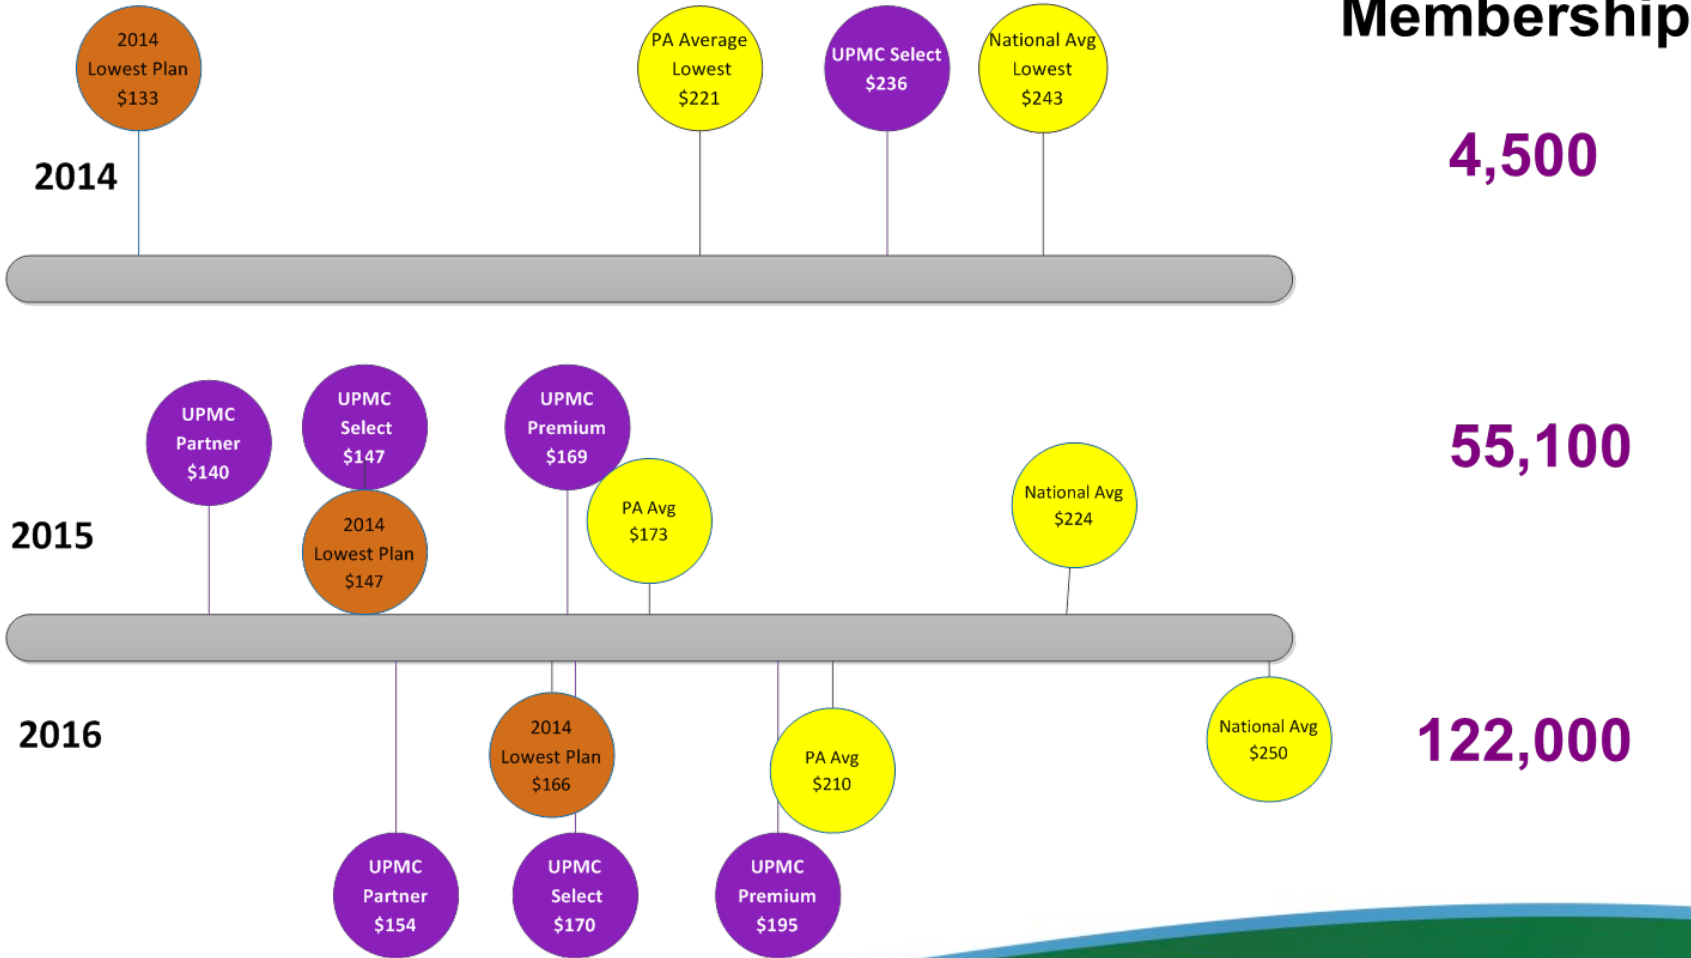 Membership
2014
Lowest Plan
$133
PA Average
Lowest
$221
UPMC Select
$236
National Avg
Lowest
$243
2014
4,500
UPMC
Partner
$140
UPMC
Select
$147
2014
Lowest Plan
$147
UPMC
Premium
$169
PA Avg
$173
National Avg
$224
2015
55,100
2016
2014
Lowest Plan
$166
PA Avg
$210
National Avg
$250
122,000
UPMC
Partner
$154
UPMC
Select
$170
UPMC
Premium
$195